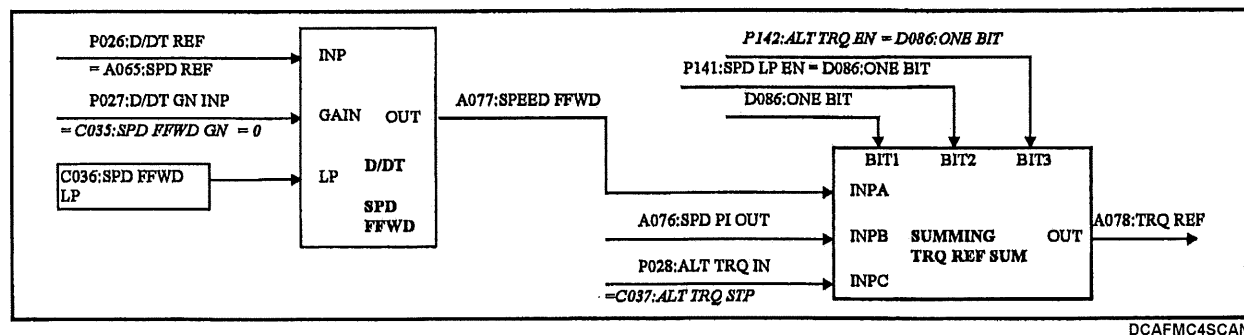 P026:D/DT REF
= A065:SPD REF
P027:D/DT GN INP
= C035:SPD FFWD GN = 0
C036:SPD FFWD
LP
INP
GAIN OUT
LP
D/DT
SPD
FFWD
A077:SPEED FFWD
P142:ALT TRQ EN = D086:ONE BIT
P141:SPD LP EN = D086:ONE BIT
D086:ONE BIT
BIT1 BIT2 BIT3
INPA
A076:SPD PI OUT
INPB SUMMING OUT
TRQ REF SUM
P028:ALT TRQ IN
=C037:ALT TRQ STP
INPC
A078:TRQ REF
DCAFMC4SCAN